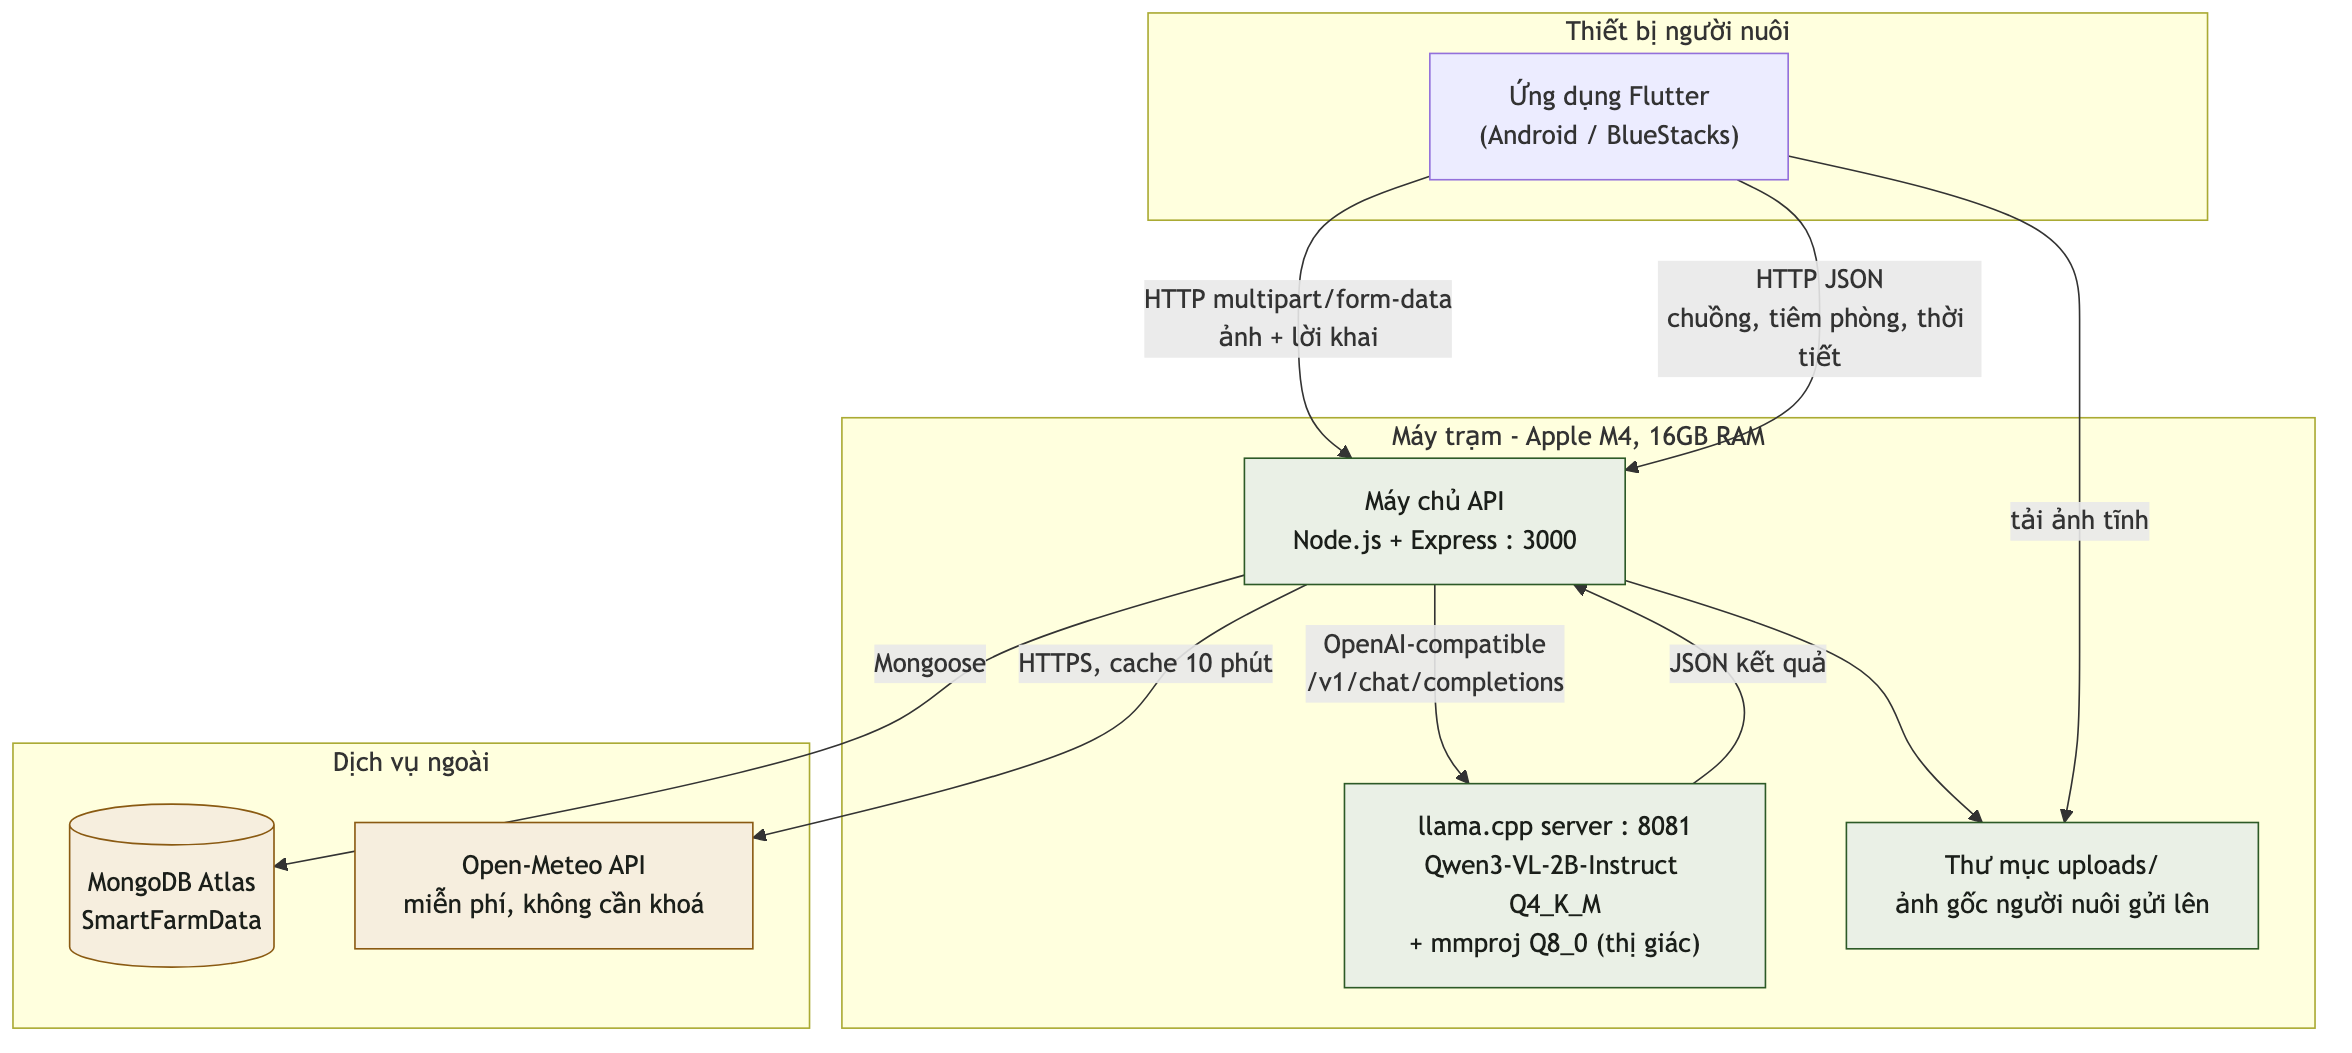 Thiết bị người nuôi
Ứng dụng Flutter
(Android / BlueStacks)
HTTP multipart/form-data
ảnh + lời khai
HTTP JSON
chuồng, tiêm phòng, thời
tiết
Máy trạm - Apple M4, 16GB RAM
Máy chủ API
Node.js + Express : 3000
tải ảnh tĩnh
Mongoose
HTTPS, cache 10 phút
OpenAI-compatible
/v1/chat/completions
JSON kết quả
Dịch vụ ngoài
MongoDB Atlas
SmartFarmData
Open-Meteo API
miễn phí, không cần khoá
llama.cpp server : 8081
Qwen3-VL-2B-Instruct
Q4_K_M
+ mmproj Q8_0 (thị giác)
Thư mục uploads/
ảnh gốc người nuôi gửi lên